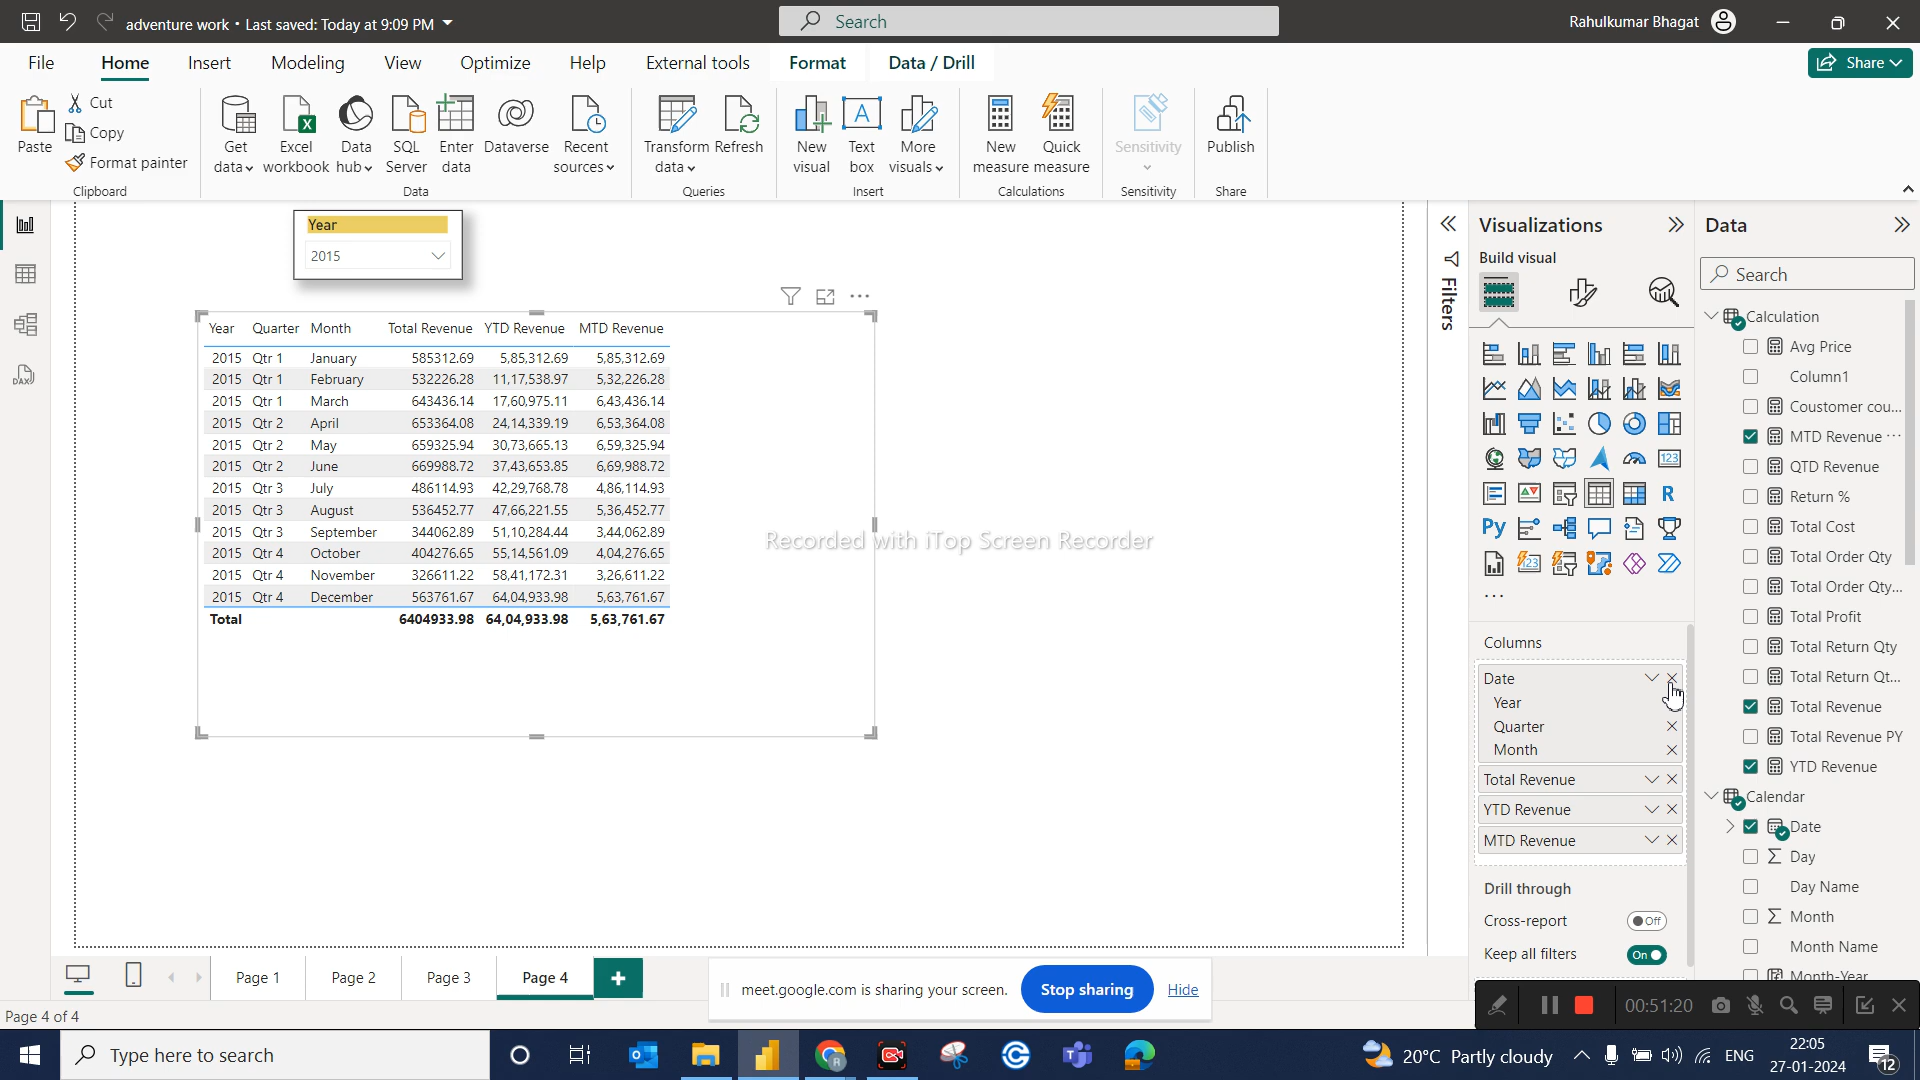 adventure work • Last saved: Today at 9:09 PM
Search
Rahulkumar Bhagat
File Home Insert Modeling View Optimize Help External tools Format Data / Drill
Share
Paste
Cut
Copy
Format painter
Clipboard
Get data
Excel workbook
Data hub
SQL Server
Enter data
Dataverse
Recent sources
Data
Transform data
Refresh
Queries
New visual
Text box
More visuals
Insert
New measure
Quick measure
Calculations
Sensitivity
Sensitivity
Publish
Share
Year
2015
Year Quarter Month Total Revenue YTD Revenue MTD Revenue
2015 Qtr 1 January 585312.69 5,85,312.69 5,85,312.69
2015 Qtr 1 February 532226.28 11,17,538.97 5,32,226.28
2015 Qtr 1 March 643436.14 17,60,975.11 6,43,436.14
2015 Qtr 2 April 653364.08 24,14,339.19 6,53,364.08
2015 Qtr 2 May 659325.94 30,73,665.13 6,59,325.94
2015 Qtr 2 June 669988.72 37,43,653.85 6,69,988.72
2015 Qtr 3 July 486114.93 42,29,768.78 4,86,114.93
2015 Qtr 3 August 536452.77 47,66,221.55 5,36,452.77
2015 Qtr 3 September 344062.89 51,10,284.44 3,44,062.89
2015 Qtr 4 October 404276.65 55,14,561.09 4,04,276.65
2015 Qtr 4 November 326611.22 58,41,172.31 3,26,611.22
2015 Qtr 4 December 563761.67 64,04,933.98 5,63,761.67
Total 6404933.98 64,04,933.98 5,63,761.67
Recorded with iTop Screen Recorder
Filters
Visualizations
Build visual
123
R
Py
123
Columns
Date
Year
Quarter
Month
Total Revenue
YTD Revenue
MTD Revenue
Drill through
Cross-report Off
Keep all filters On
Data
Search
Calculation
Avg Price
Column1
Coustomer cou...
MTD Revenue
QTD Revenue
Return %
Total Cost
Total Order Qty
Total Order Qty...
Total Profit
Total Return Qty
Total Return Qt...
Total Revenue
Total Revenue PY
YTD Revenue
Calendar
Date
Day
Day Name
Month
Month Name
Month-Year
Page 1 Page 2 Page 3 Page 4 +
meet.google.com is sharing your screen. Stop sharing Hide
00:51:20
Page 4 of 4
Type here to search
20°C Partly cloudy
ENG
22:05
27-01-2024
12